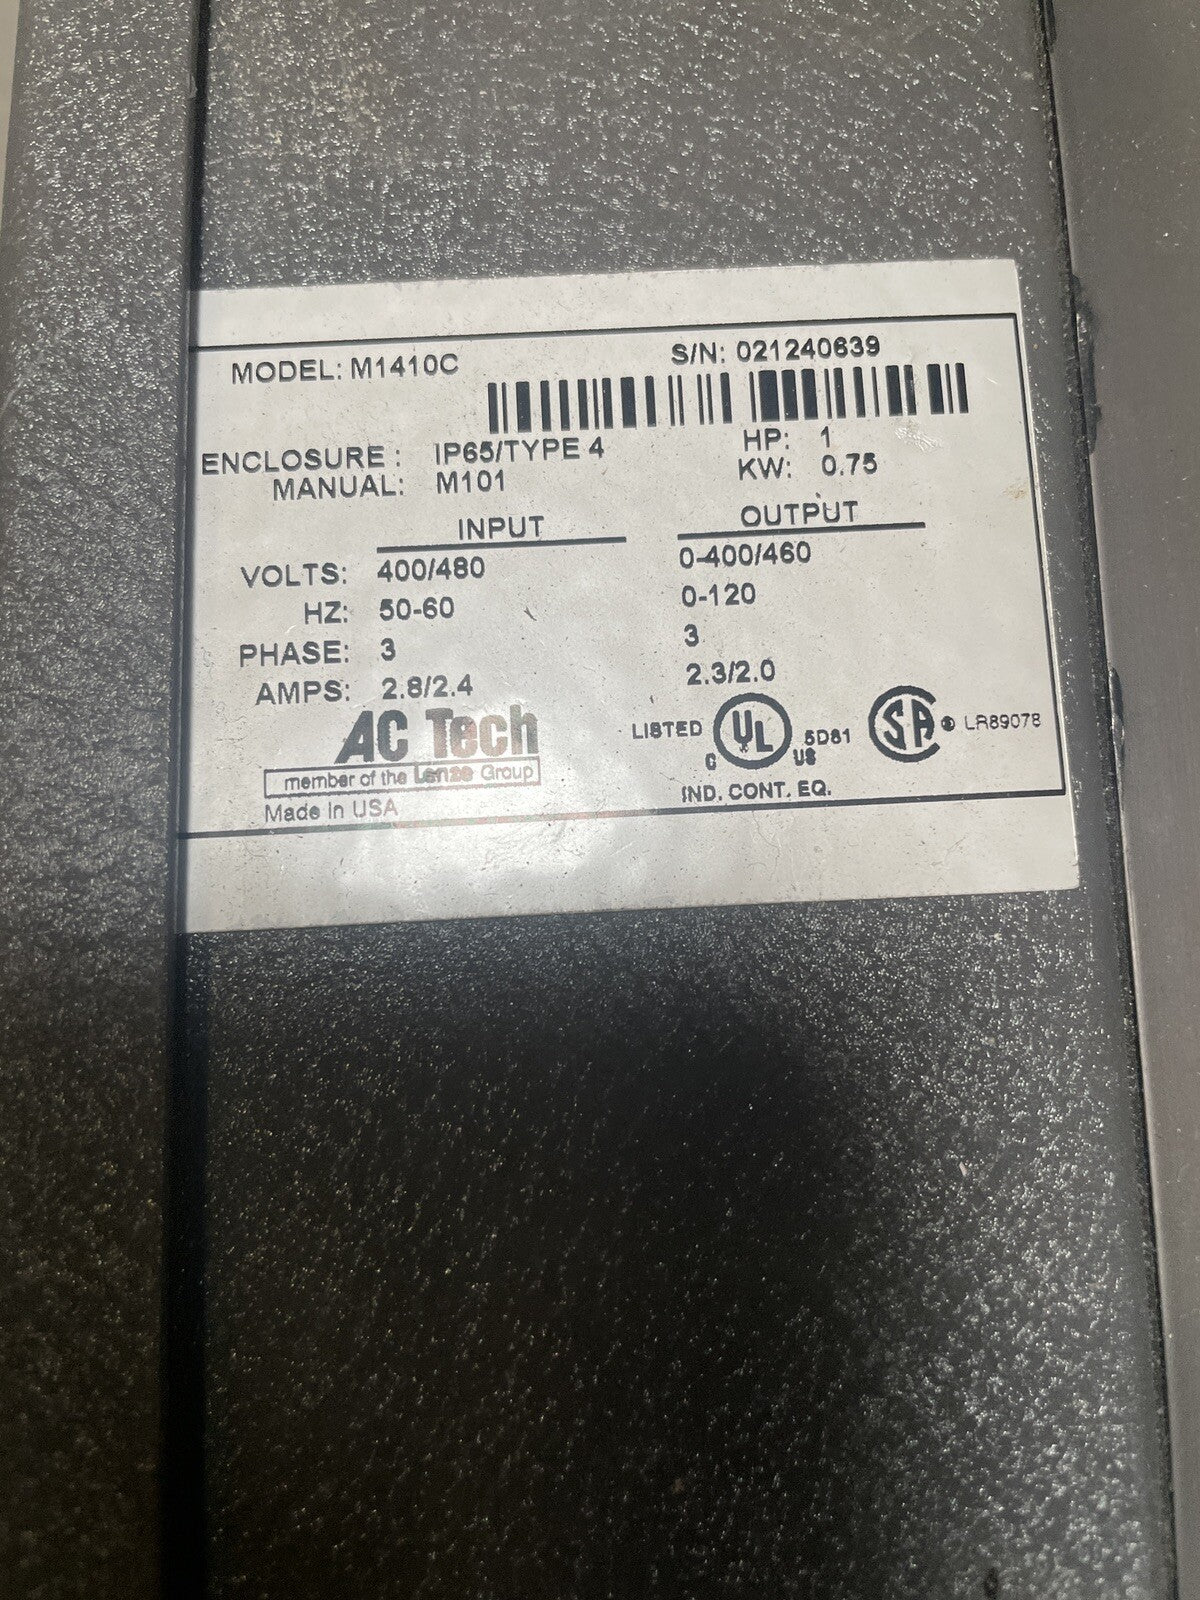 MODEL: M1410C
S/N: 021240639
ENCLOSURE : IP65/TYPE 4
HP: 1
MANUAL: M101
KW: 0.75
INPUT OUTPUT
VOLTS: 400/480 0-400/460
HZ: 50-60 0-120
PHASE: 3 3
AMPS: 2.8/2.4 2.3/2.0
AC Tech
member of the Lenze Group
Made in USA
LISTED C UL US 5D81
SA ® LR89078
IND. CONT. EQ.